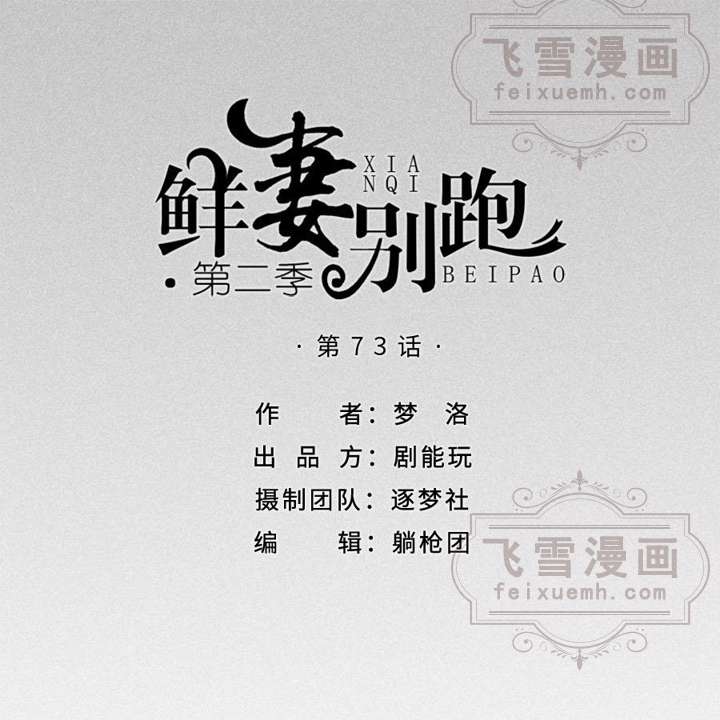 飞雪漫画
feixuemh.com
鲜妻别跑
XIA
NQI
BEIPAO
·第二季
·第73话·
作 者：梦 洛
出 品 方：剧能玩
摄制团队：逐梦社
编 辑：躺枪团
飞雪漫画
feixuemh.com